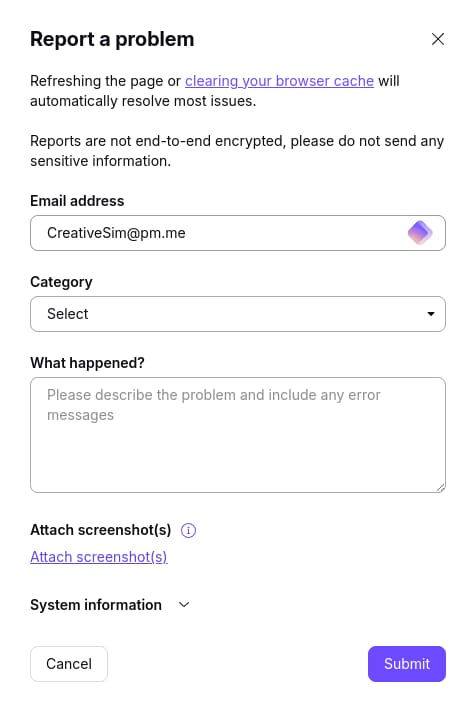 Report a problem
Refreshing the page or clearing your browser cache will
automatically resolve most issues.
Reports are not end-to-end encrypted, please do not send any
sensitive information.
Email address
CreativeSim@pm.me
Category
Select
What happened?
Please describe the problem and include any error
messages
Attach screenshot(s)
Attach screenshot(s)
System information
Cancel
Submit